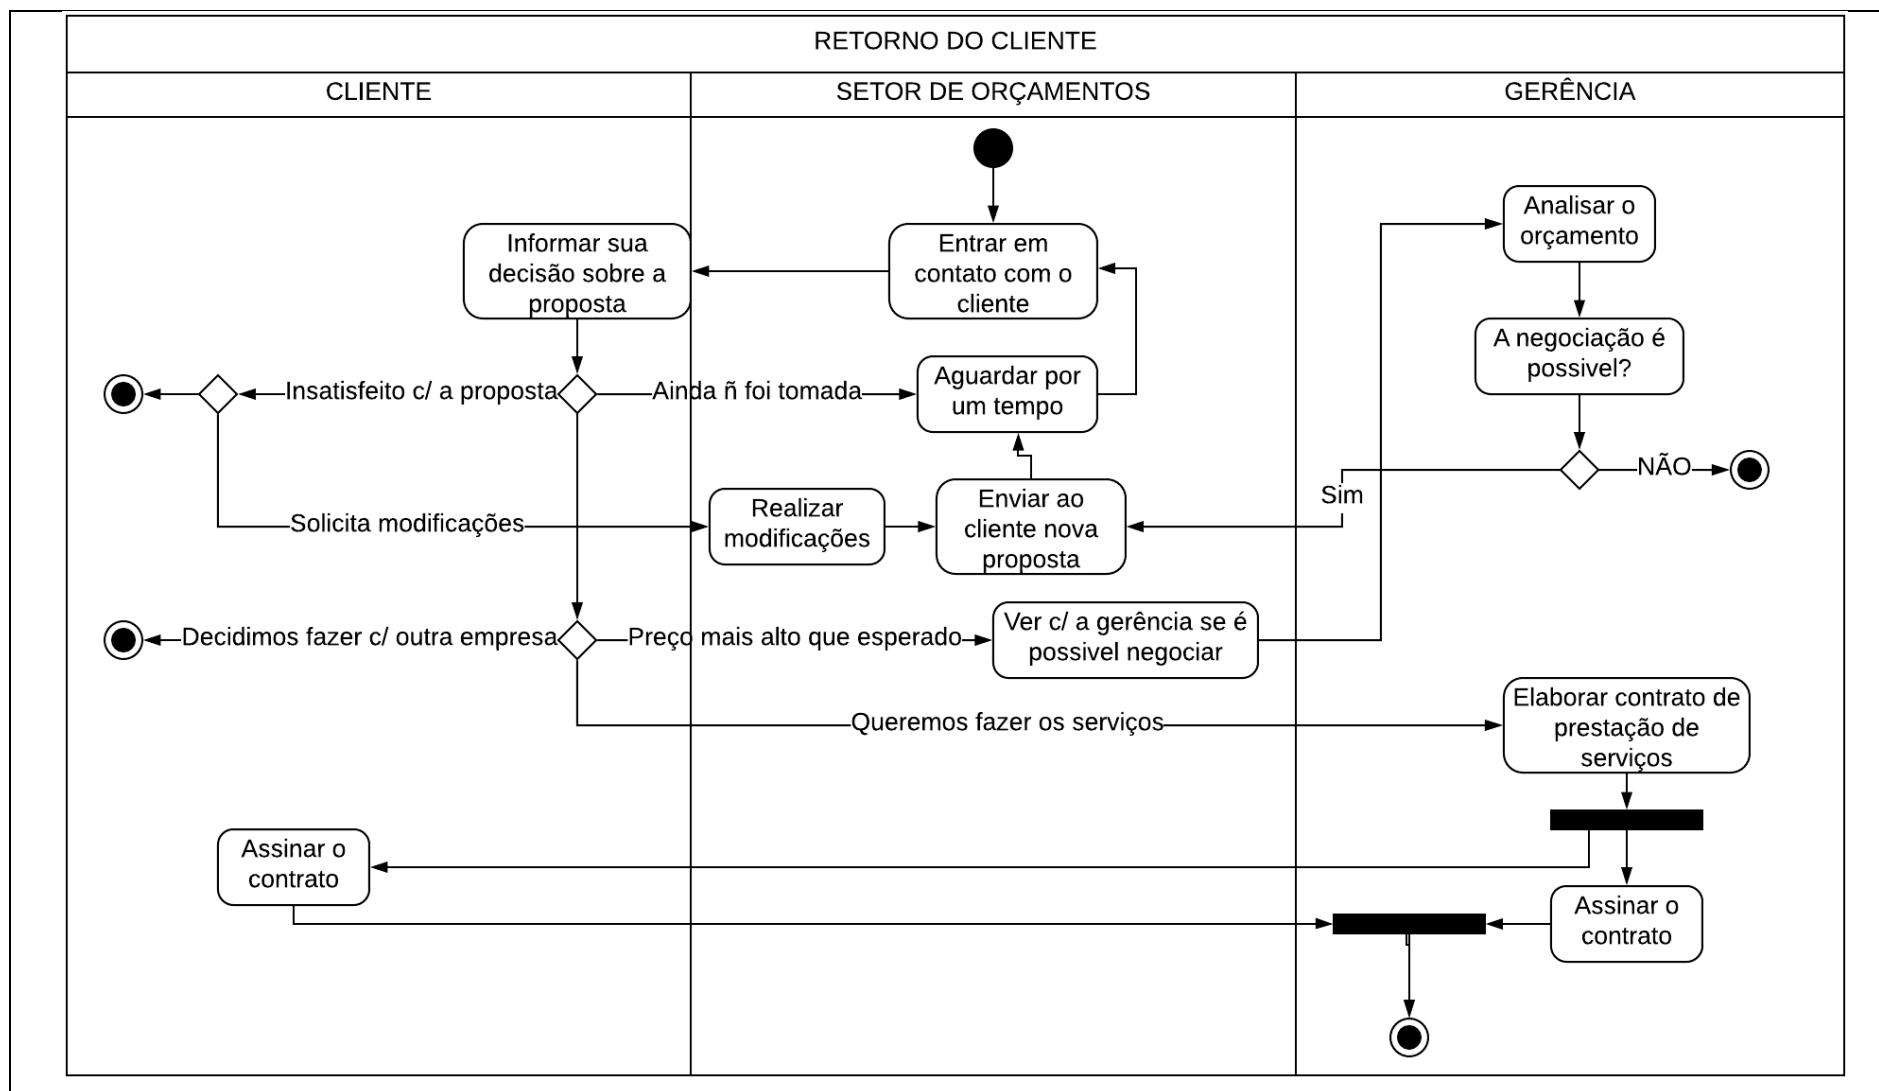 RETORNO DO CLIENTE
CLIENTE
SETOR DE ORÇAMENTOS
GERÊNCIA
Informar sua
decisão sobre a
proposta
Entrar em
contato com o
cliente
Analisar o
orçamento
A negociação é
possivel?
Insatisfeito c/ a proposta
Ainda ñ foi tomada
Aguardar por
um tempo
NÃO
Sim
Solicita modificações
Realizar
modificações
Enviar ao
cliente nova
proposta
Decidimos fazer c/ outra empresa
Preço mais alto que esperado
Ver c/ a gerência se é
possivel negociar
Queremos fazer os serviços
Elaborar contrato de
prestação de
serviços
Assinar o
contrato
Assinar o
contrato